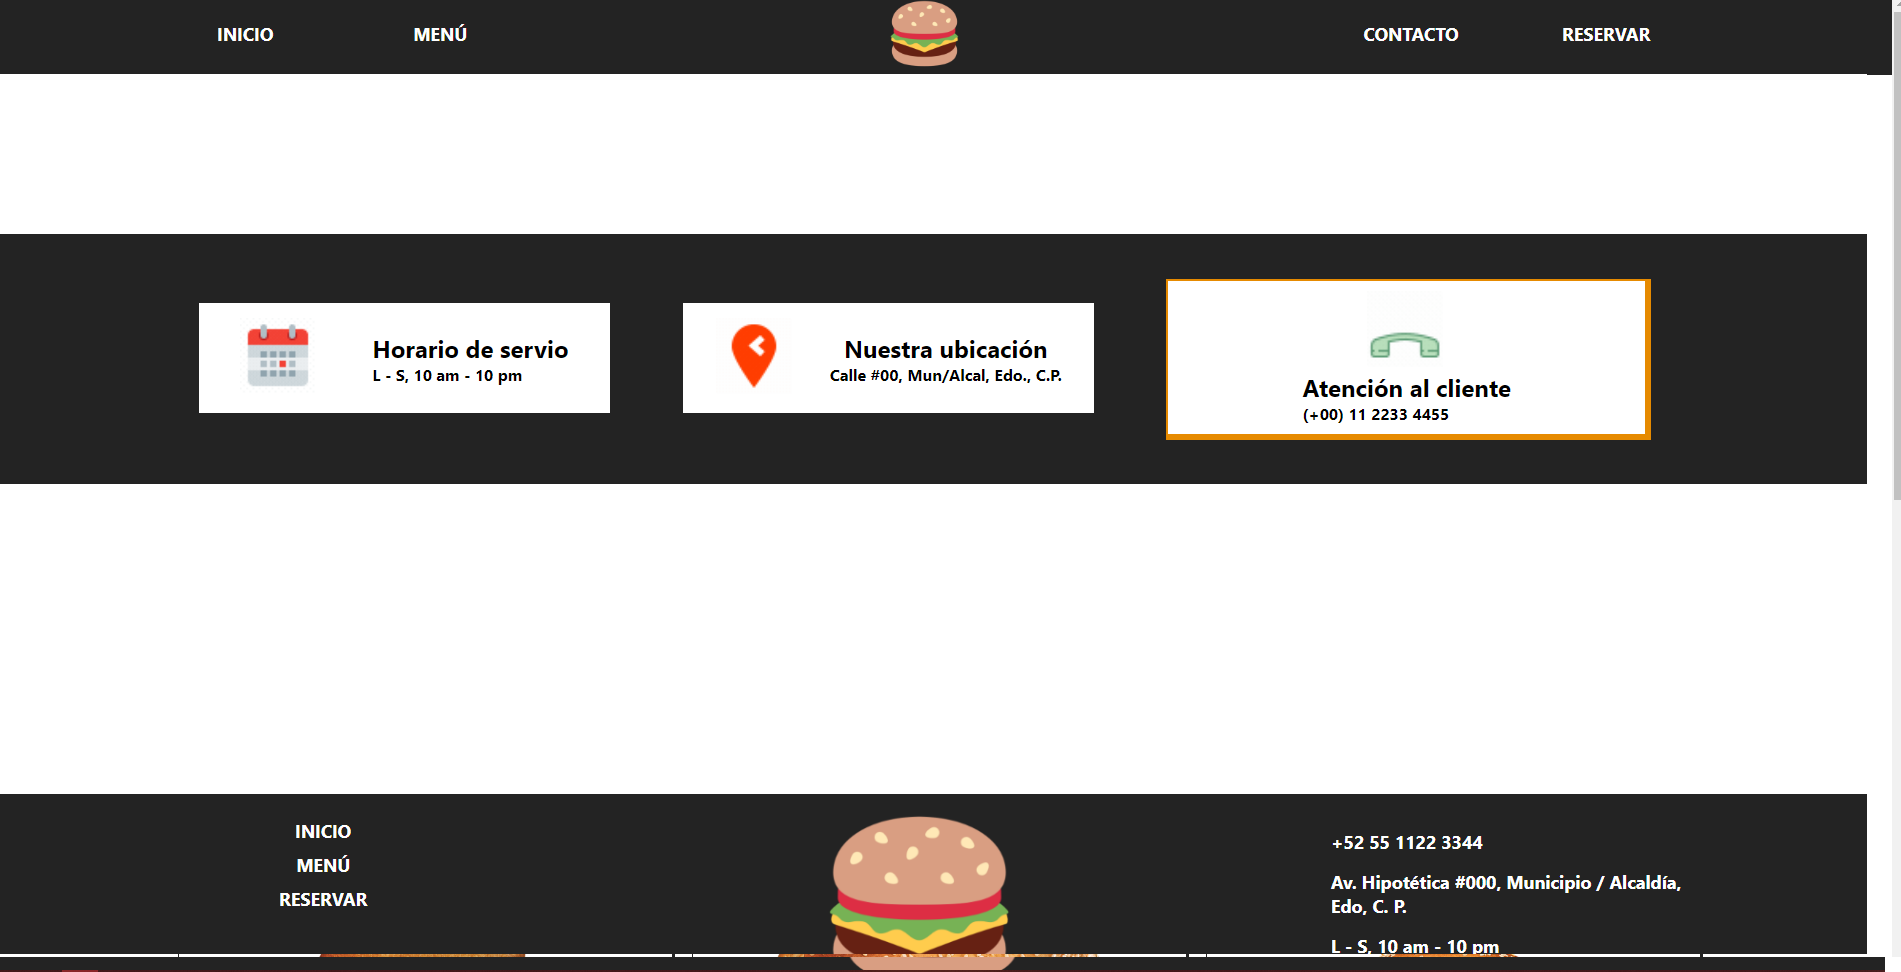 INICIO MENÚ CONTACTO RESERVAR
Horario de servio
L - S, 10 am - 10 pm
Nuestra ubicación
Calle #00, Mun/Alcal, Edo., C.P.
Atención al cliente
(+00) 11 2233 4455
INICIO
MENÚ
RESERVAR
+52 55 1122 3344
Av. Hipotética #000, Municipio / Alcaldía,
Edo, C. P.
L - S, 10 am - 10 pm